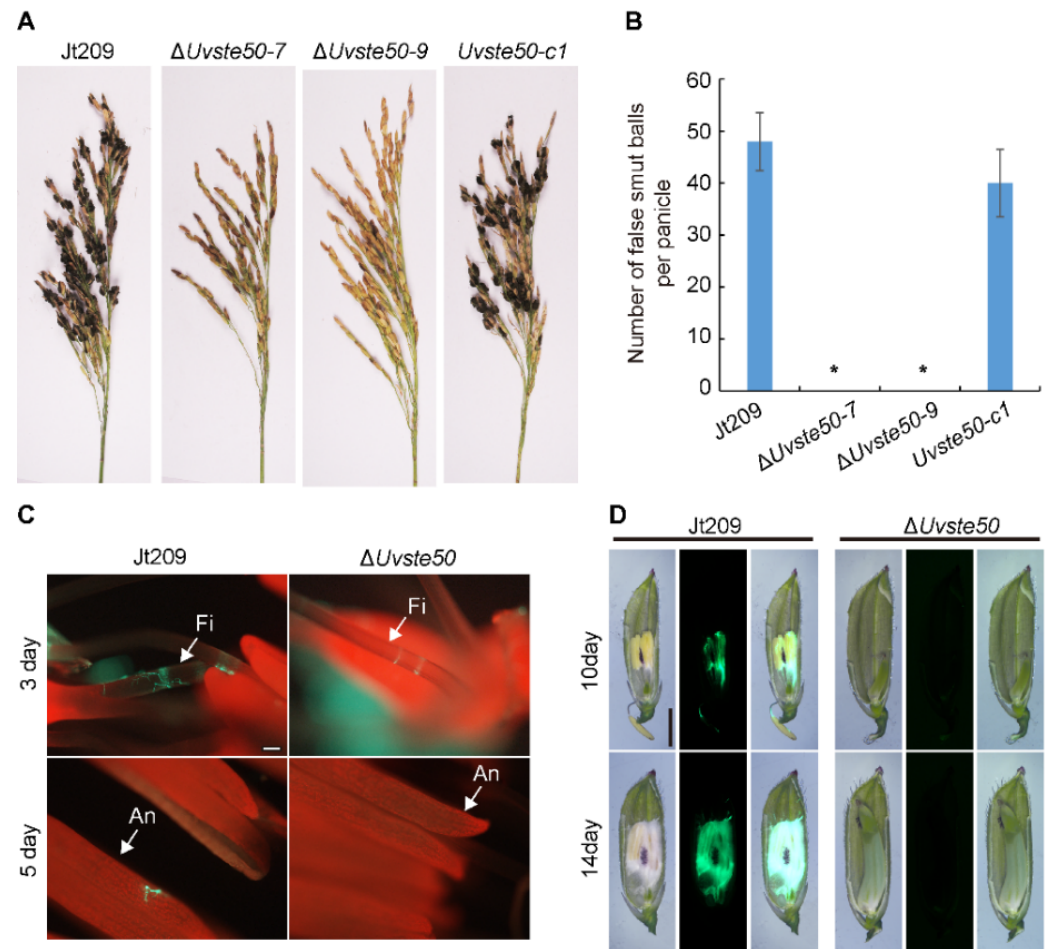 A
Jt209
ΔUvste50-7
ΔUvste50-9
Uvste50-c1
B
Number of false smut balls
per panicle
60
50
40
30
20
10
0
*
*
Jt209
ΔUvste50-7
ΔUvste50-9
Uvste50-c1
C
Jt209
ΔUvste50
3 day
Fi
Fi
5 day
An
An
D
Jt209
ΔUvste50
10day
14day